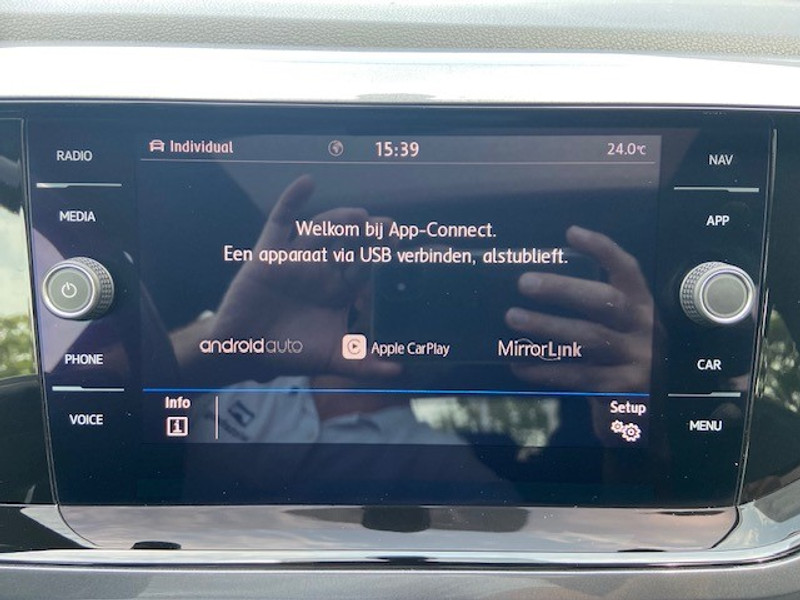 RADIO
MEDIA
PHONE
VOICE
Individual 15:39 24.0°C
Welkom bij App-Connect.
Een apparaat via USB verbinden, alstublieft.
androidauto Apple CarPlay MirrorLink
Info Setup
i
NAV
APP
CAR
MENU